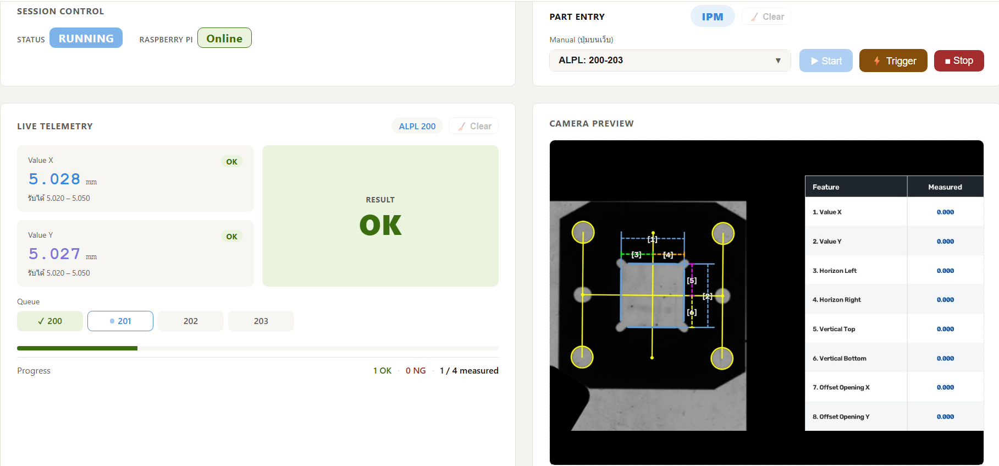 SESSION CONTROL
STATUS RUNNING RASPBERRY PI Online
PART ENTRY IPM Clear
Manual (ปุ่มบนเว็บ)
ALPL: 200-203 ▼ ▶ Start Trigger ■ Stop
LIVE TELEMETRY ALPL 200 Clear
Value X OK
5.028 mm
รับได้ 5.020 – 5.050
Value Y OK
5.027 mm
รับได้ 5.020 – 5.050
RESULT
OK
Queue
✓ 200 201 202 203
Progress 1 OK · 0 NG · 1 / 4 measured
CAMERA PREVIEW
[1]
[3] [4]
[5]
[2]
[6]
Feature Measured
1. Value X 0.000
2. Value Y 0.000
3. Horizon Left 0.000
4. Horizon Right 0.000
5. Vertical Top 0.000
6. Vertical Bottom 0.000
7. Offset Opening X 0.000
8. Offset Opening Y 0.000